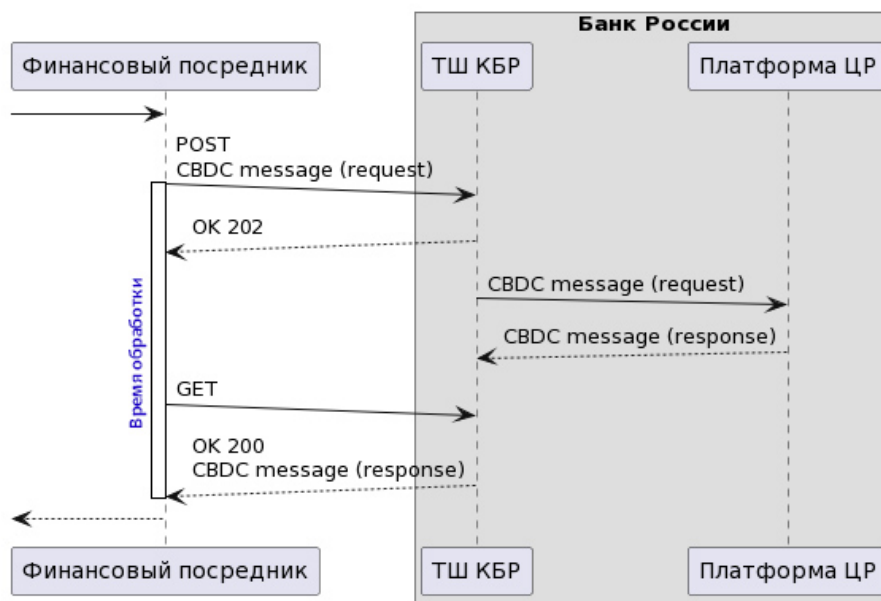 Банк России
Финансовый посредник
ТШ КБР
Платформа ЦР
POST
CBDC message (request)
OK 202
CBDC message (request)
CBDC message (response)
Время обработки
GET
OK 200
CBDC message (response)
Финансовый посредник
ТШ КБР
Платформа ЦР